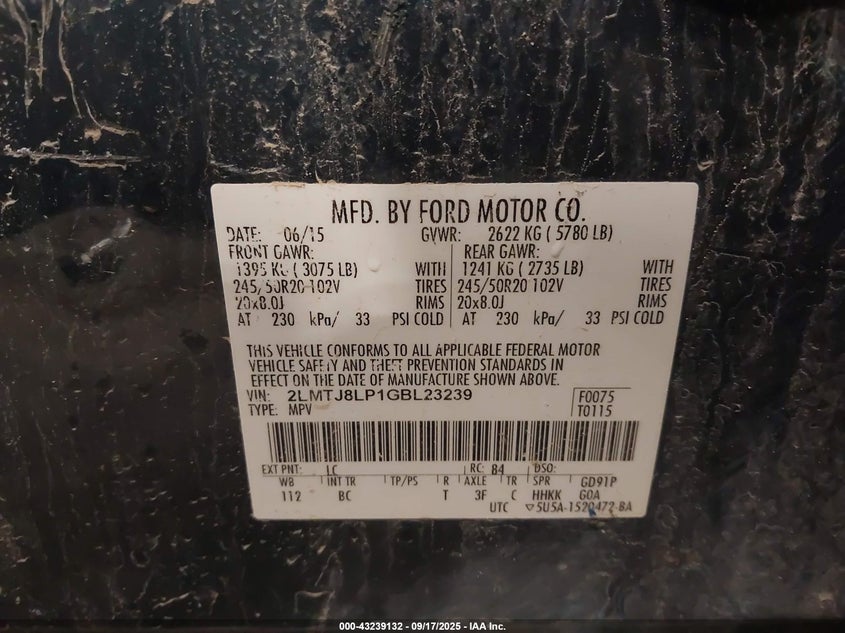 MFD. BY FORD MOTOR CO.
DATE: 06/15 GVWR: 2622 KG ( 5780 LB)
FRONT GAWR: REAR GAWR:
1395 KG ( 3075 LB) WITH 1241 KG ( 2735 LB) WITH
245/50R20 102V TIRES 245/50R20 102V TIRES
20x8.0J RIMS 20x8.0J RIMS
AT 230 kPa/ 33 PSI COLD AT 230 kPa/ 33 PSI COLD
THIS VEHICLE CONFORMS TO ALL APPLICABLE FEDERAL MOTOR
VEHICLE SAFETY AND THEFT PREVENTION STANDARDS IN
EFFECT ON THE DATE OF MANUFACTURE SHOWN ABOVE.
VIN: 2LMTJ8LP1GBL23239 F0075
TYPE: MPV T0115
EXT PNT: LC RC: 84 DSO:
WB INT TR TP/PS R AXLE TR SPR GD91P
112 BC T 3F C HHKK GOA
UTC ▽5U5A-1520472-BA
000-43239132 - 09/17/2025 - IAA Inc.